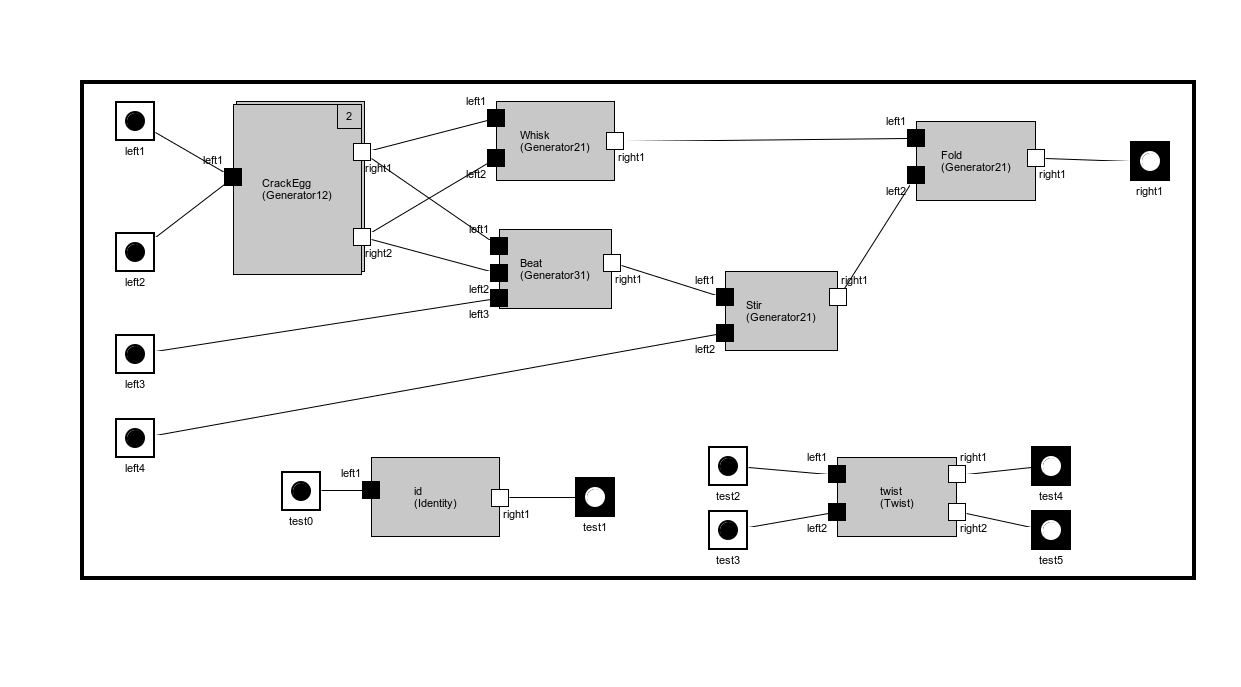 left1
left2
left3
left4
left1
2
CrackEgg
(Generator12)
right1
right2
left1
left2
Whisk
(Generator21)
right1
left1
left2
left3
Beat
(Generator31)
right1
left1
left2
Stir
(Generator21)
right1
left1
left2
Fold
(Generator21)
right1
right1
test0
left1
id
(Identity)
right1
test1
test2
test3
left1
left2
twist
(Twist)
right1
right2
test4
test5